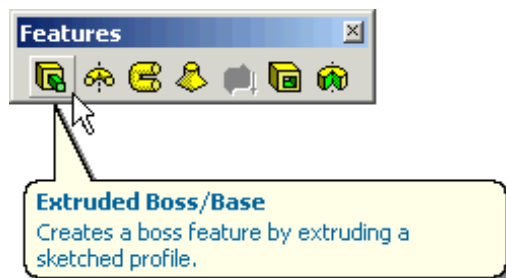 Features
Extruded Boss/Base
Creates a boss feature by extruding a
sketched profile.